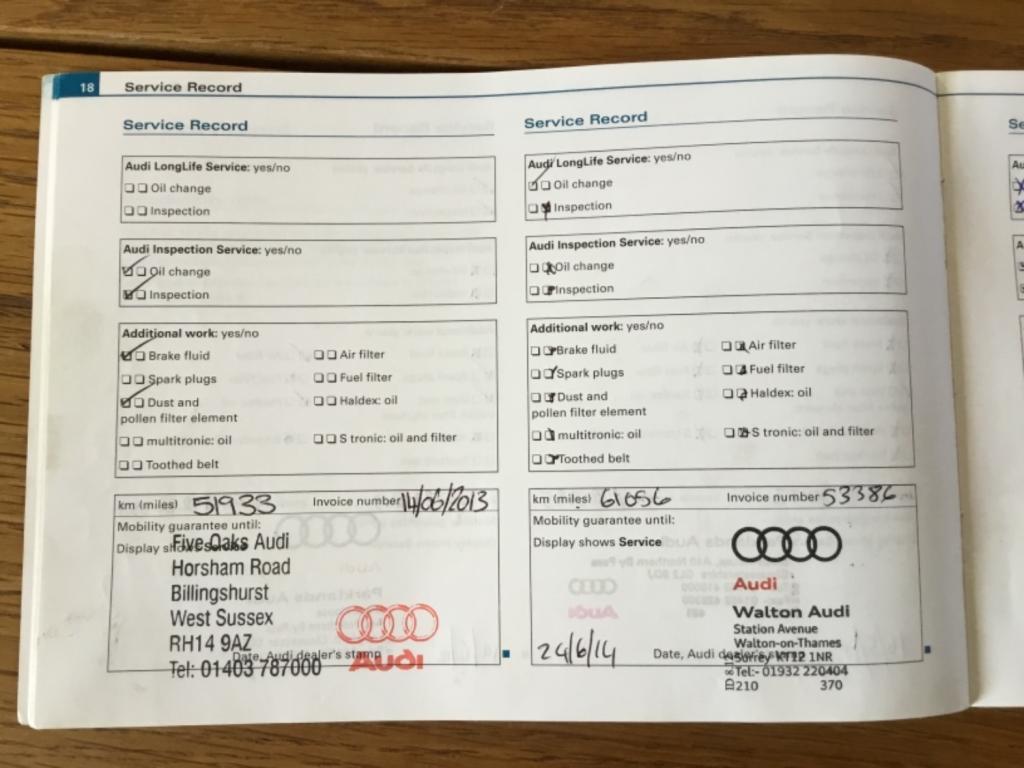 18 Service Record
Service Record
Audi LongLife Service: yes/no
Oil change
Inspection
Audi Inspection Service: yes/no
Oil change
Inspection
Additional work: yes/no
Brake fluid Air filter
Spark plugs Fuel filter
Dust and Haldex: oil
pollen filter element
multitronic: oil S tronic: oil and filter
Toothed belt
km (miles) 51933 Invoice number 14/06/2013
Mobility guarantee until:
Display shows Service
Five Oaks Audi
Horsham Road
Billingshurst
West Sussex
RH14 9AZ
Date, Audi dealer's stamp
Tel: 01403 787000
Audi
Service Record
Audi LongLife Service: yes/no
Oil change
Inspection
Audi Inspection Service: yes/no
Oil change
Inspection
Additional work: yes/no
Brake fluid Air filter
Spark plugs Fuel filter
Dust and Haldex: oil
pollen filter element
multitronic: oil S tronic: oil and filter
Toothed belt
km (miles) 61056 Invoice number 53386
Mobility guarantee until:
Display shows Service
Audi
Walton Audi
Station Avenue
Walton-on-Thames
24/6/14 Date, Audi dealer's stamp
Surrey KT12 1NR
Tel:- 01932 220404
210 370